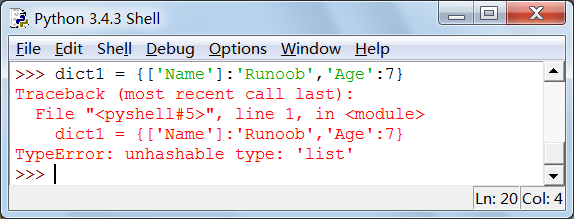 Python 3.4.3 Shell
File Edit Shell Debug Options Window Help
>>> dict1 = {['Name']:'Runoob','Age':7}
Traceback (most recent call last):
  File "<pyshell#5>", line 1, in <module>
    dict1 = {['Name']:'Runoob','Age':7}
TypeError: unhashable type: 'list'
>>>
Ln: 20 Col: 4